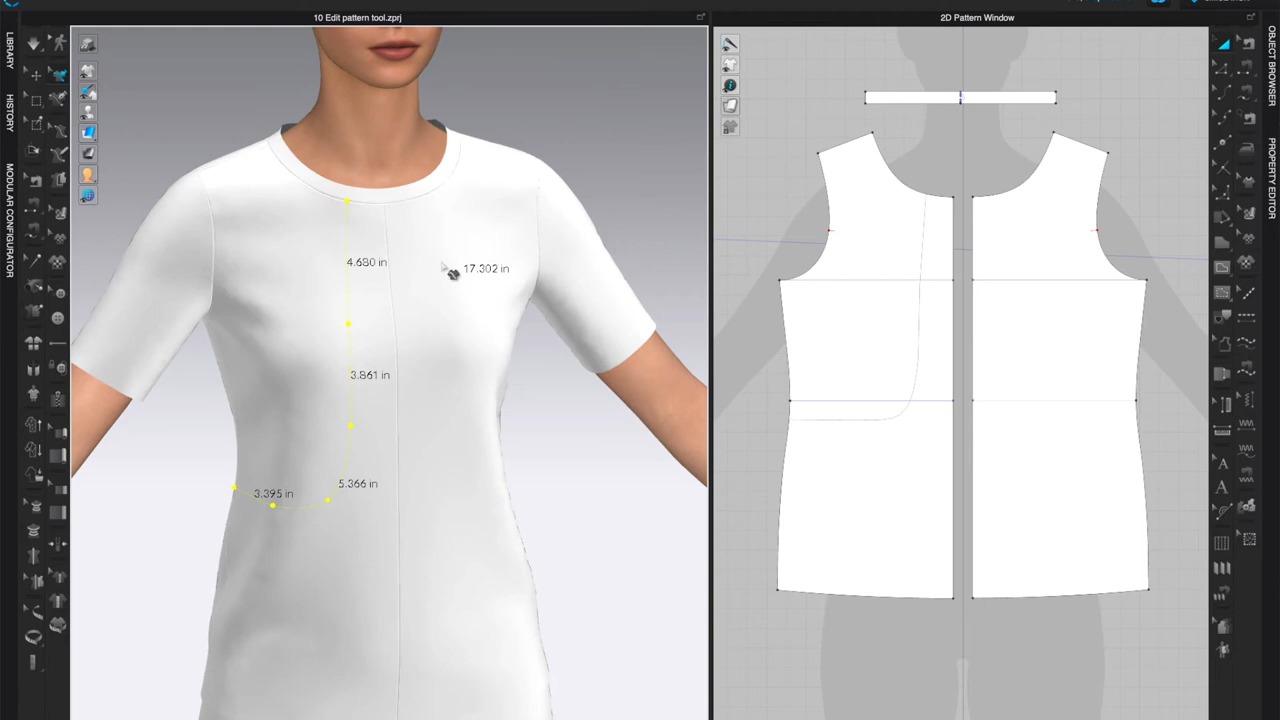 10 Edit pattern tool.zprj
2D Pattern Window
LIBRARY
HISTORY
MODULAR CONFIGURATOR
4.680 in
17.302 in
3.861 in
5.366 in
3.395 in
OBJECT BROWSER
PROPERTY EDITOR